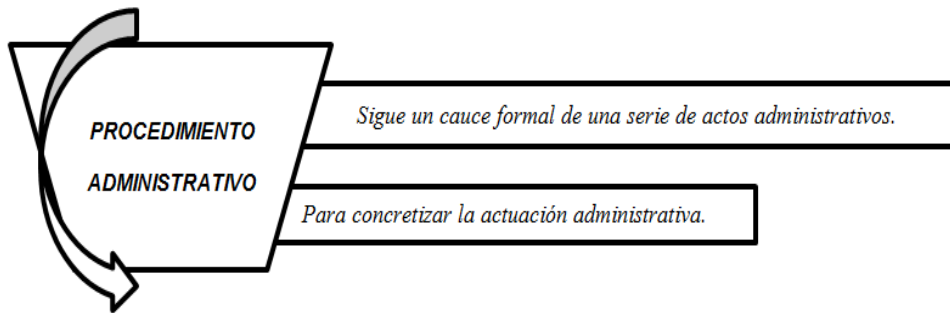 PROCEDIMIENTO
ADMINISTRATIVO
Sigue un cauce formal de una serie de actos administrativos.
Para concretizar la actuación administrativa.